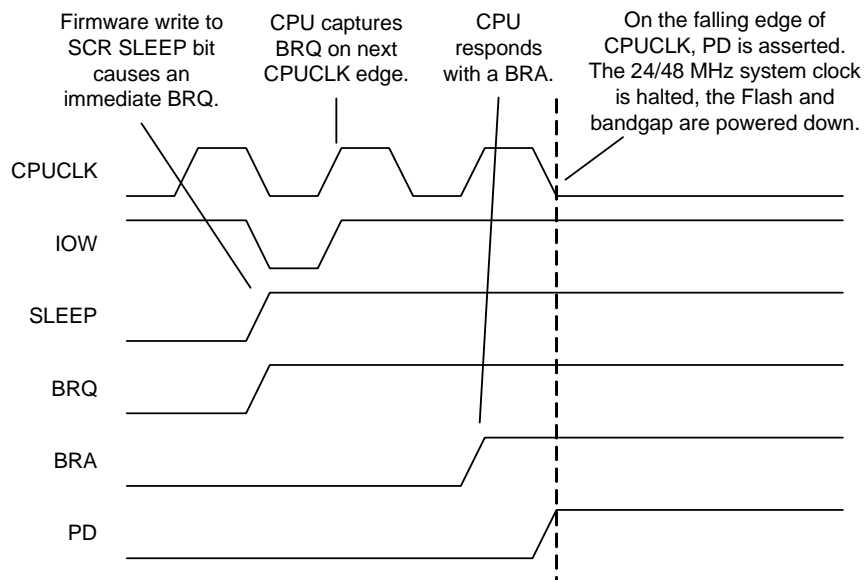 Firmware write to
SCR SLEEP bit
causes an
immediate BRQ.
CPU captures
BRQ on next
CPUCLK edge.
CPU
responds
with a BRA.
On the falling edge of
CPUCLK, PD is asserted.
The 24/48 MHz system clock
is halted, the Flash and
bandgap are powered down.
CPUCLK
IOW
SLEEP
BRQ
BRA
PD